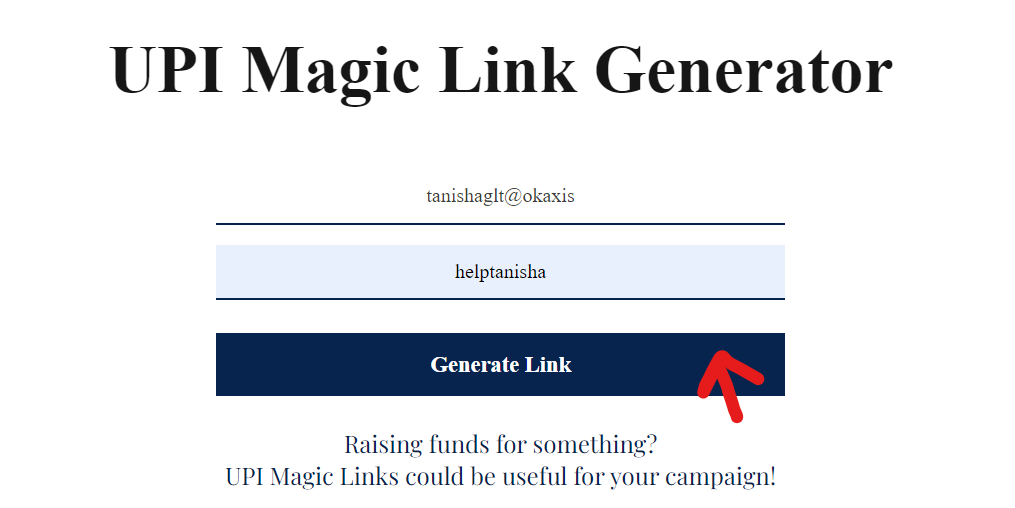 UPI Magic Link Generator
tanishaglt@okaxis
helptanisha
Generate Link
Raising funds for something?
UPI Magic Links could be useful for your campaign!